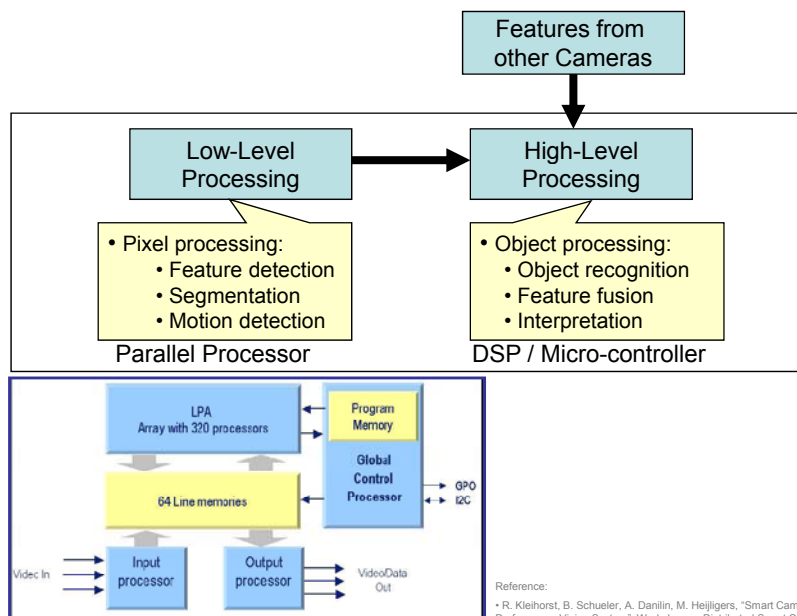 Features from
other Cameras
Low-Level
Processing
High-Level
Processing
• Pixel processing:
• Feature detection
• Segmentation
• Motion detection
• Object processing:
• Object recognition
• Feature fusion
• Interpretation
Parallel Processor
DSP / Micro-controller
LPA
Array with 320 processors
Program
Memory
Global
Control
Processor
GPO
I2C
64 Line memories
Video In
Input
processor
Output
processor
Video/Data
Out
Reference:
• R. Kleihorst, B. Schueler, A. Danilin, M. Heijligers, "Smart Cam